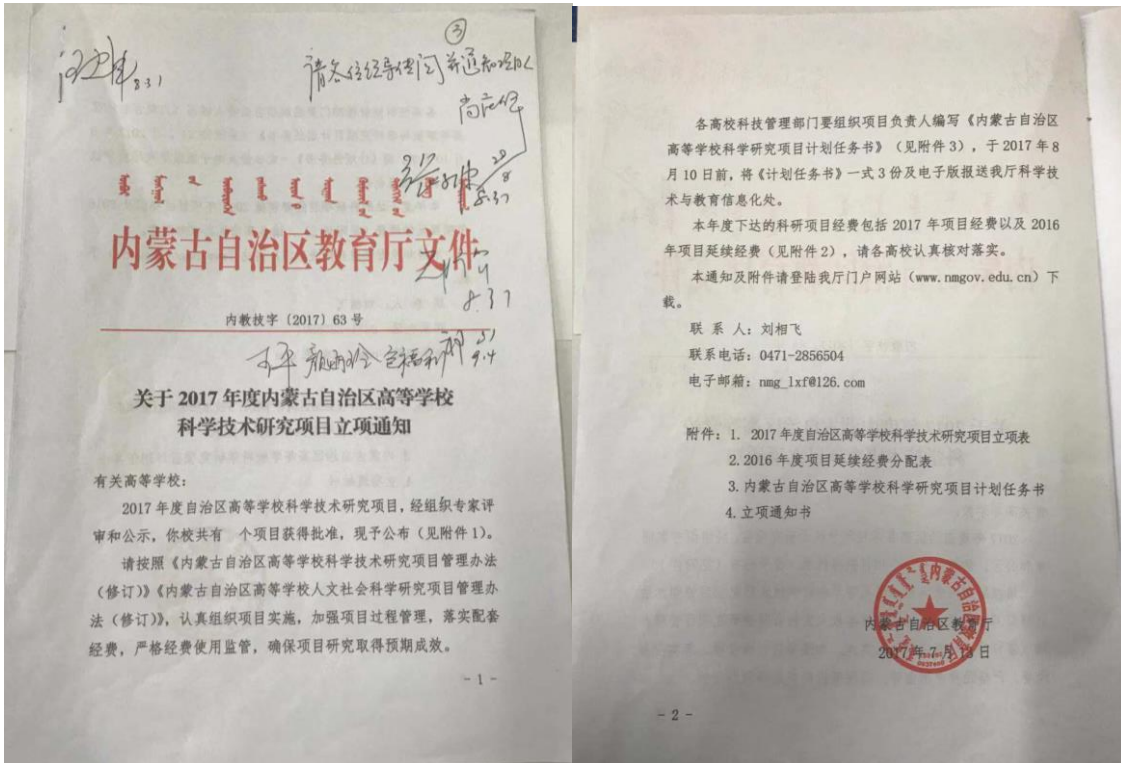 ③
8.31
内蒙古自治区教育厅文件
8.31
内教技字〔2017〕63号
9.4
关于2017年度内蒙古自治区高等学校
科学技术研究项目立项通知
有关高等学校:
2017年度自治区高等学校科学技术研究项目,经组织专家评
审和公示,你校共有 个项目获得批准,现予公布(见附件1)。
请按照《内蒙古自治区高等学校科学技术研究项目管理办法
(修订)》《内蒙古自治区高等学校人文社会科学研究项目管理办
法(修订)》,认真组织项目实施,加强项目过程管理,落实配套
经费,严格经费使用监管,确保项目研究取得预期成效。
- 1 -
各高校科技管理部门要组织项目负责人编写《内蒙古自治区
高等学校科学研究项目计划任务书》(见附件3),于2017年8
月10日前,将《计划任务书》一式3份及电子版报送我厅科学技
术与教育信息化处。
本年度下达的科研项目经费包括2017年项目经费以及2016
年项目延续经费(见附件2),请各高校认真核对落实。
本通知及附件请登陆我厅门户网站(www.nmgov.edu.cn)下
载。
联 系 人:刘相飞
联系电话:0471-2856504
电子邮箱:nmg_lxf@126.com
附件:1. 2017年度自治区高等学校科学技术研究项目立项表
2.2016年度项目延续经费分配表
3.内蒙古自治区高等学校科学研究项目计划任务书
4.立项通知书
内蒙古自治区教育厅
2017年7月13日
- 2 -